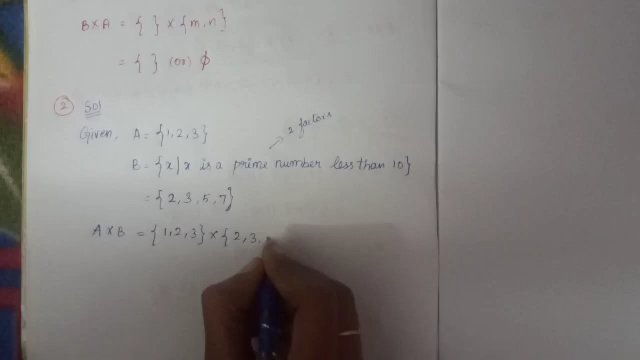 B×A = { } × {m, n}
= { } (or) ϕ
② Sol
Given, A = {1, 2, 3}
2 factors
B = {x | x is a prime number less than 10}
= {2, 3, 5, 7}
A×B = {1, 2, 3} × {2, 3,